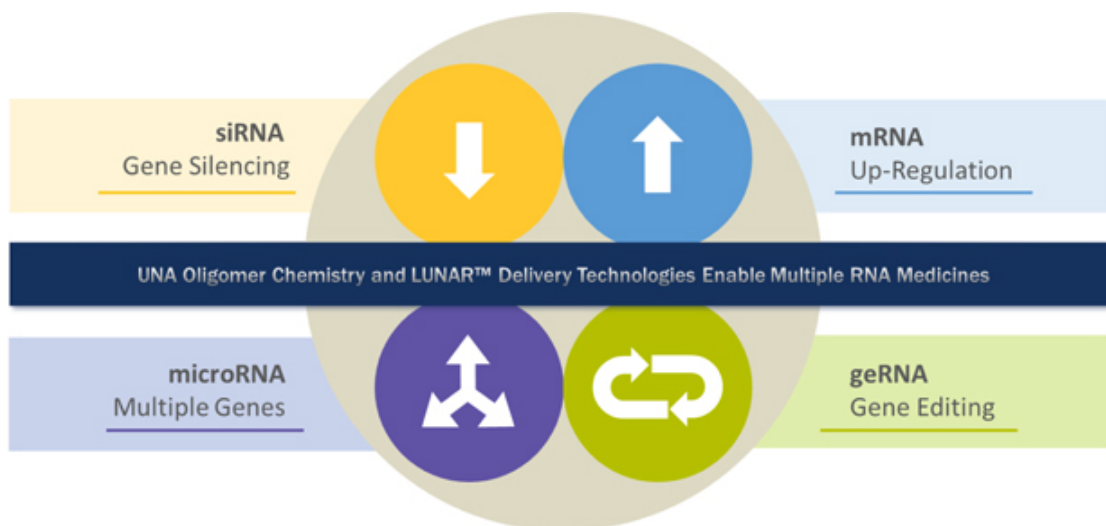 siRNA
Gene Silencing
mRNA
Up-Regulation
UNA Oligomer Chemistry and LUNAR™ Delivery Technologies Enable Multiple RNA Medicines
microRNA
Multiple Genes
geRNA
Gene Editing